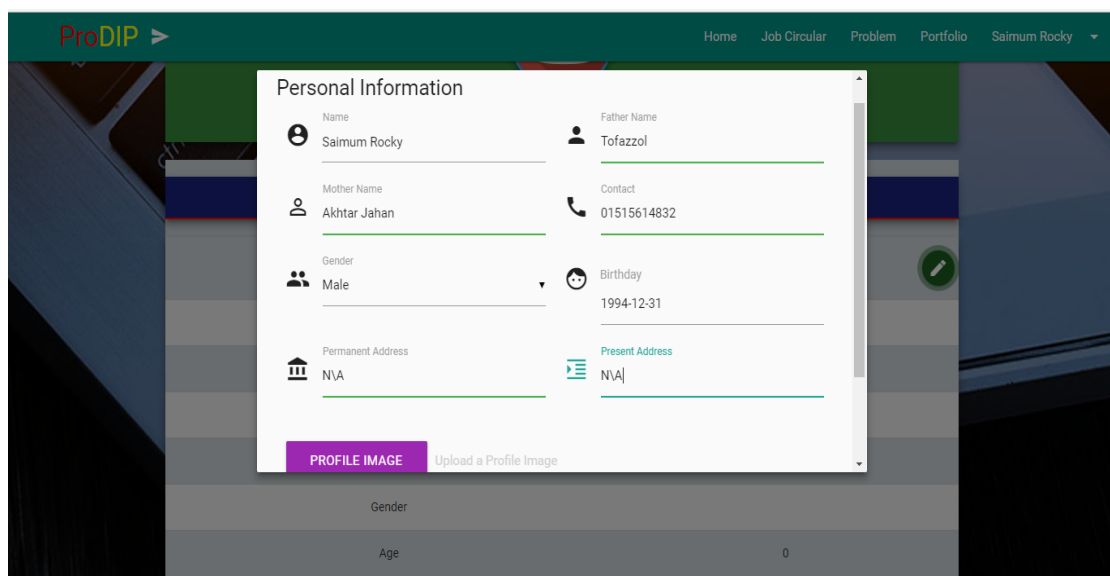 ProDIP
Home Job Circular Problem Portfolio Saimum Rocky
Personal Information
Name Father Name
Saimum Rocky Tofazzol
Mother Name Contact
Akhtar Jahan 01515614832
Gender
Male
Birthday
1994-12-31
Permanent Address Present Address
N\A N\A
PROFILE IMAGE Upload a Profile Image
Gender
Age 0